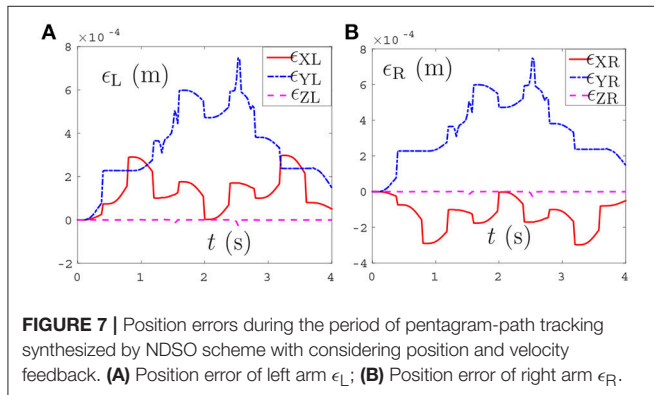 A
B
×10 -4
×10 -4
8
6
4
2
0
-2
ϵL (m)
ϵXL
ϵYL
ϵZL
t (s)
0 1 2 3 4
8
6
4
2
0
-2
-4
ϵR (m)
ϵXR
ϵYR
ϵZR
t (s)
0 1 2 3 4
FIGURE 7 | Position errors during the period of pentagram-path tracking
synthesized by NDSO scheme with considering position and velocity
feedback. (A) Position error of left arm ϵL; (B) Position error of right arm ϵR.